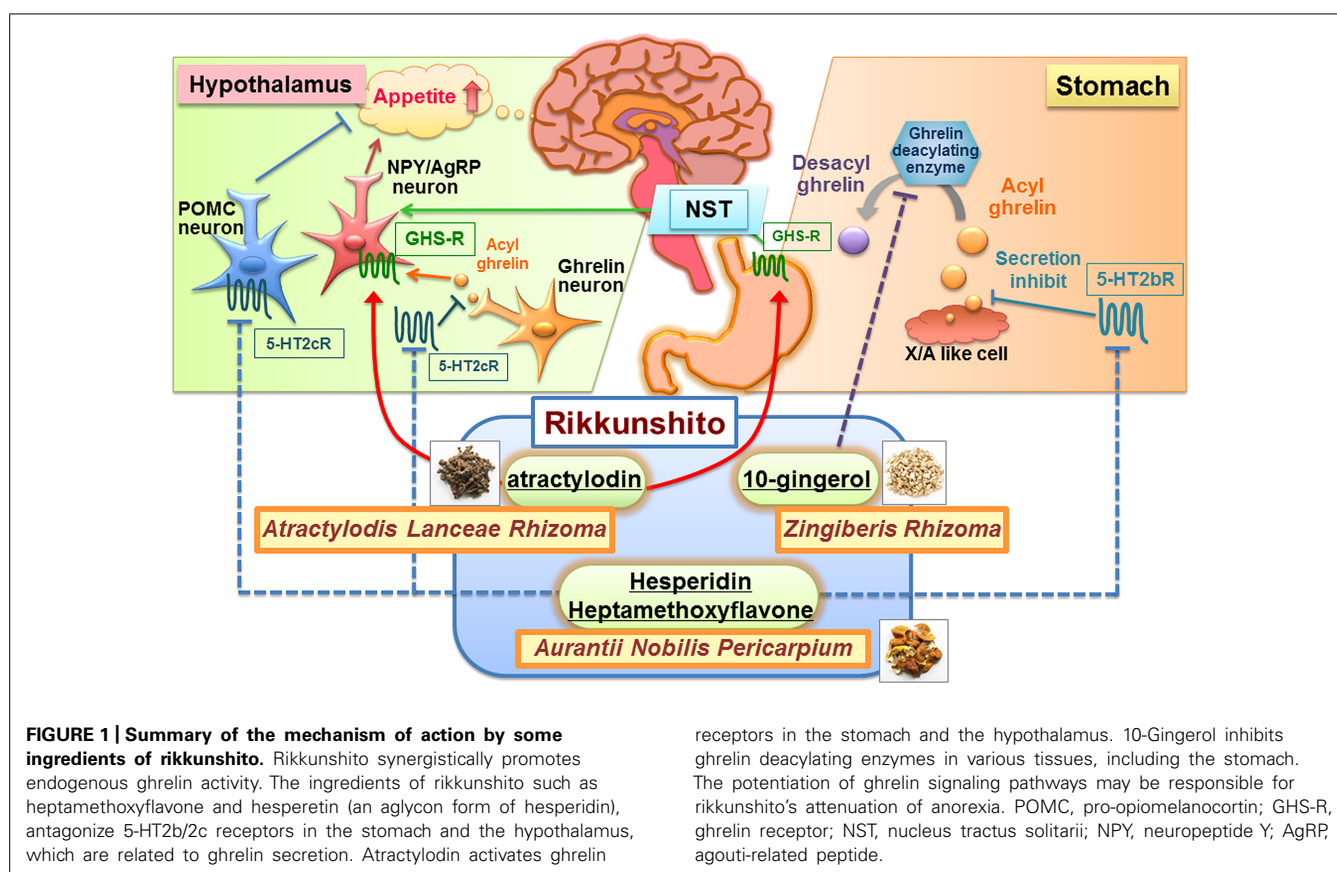 Hypothalamus
Appetite
Stomach
Ghrelin
deacylating
enzyme
Desacyl
ghrelin
Acyl
ghrelin
NPY/AgRP
neuron
POMC
neuron
NST
GHS-R
GHS-R
Acyl
ghrelin
Ghrelin
neuron
Secretion
inhibit
5-HT2bR
5-HT2cR
5-HT2cR
X/A like cell
Rikkunshito
atractylodin
10-gingerol
Atractylodis Lanceae Rhizoma
Zingiberis Rhizoma
Hesperidin
Heptamethoxyflavone
Aurantii Nobilis Pericarpium
FIGURE 1 | Summary of the mechanism of action by some
ingredients of rikkunshito. Rikkunshito synergistically promotes
endogenous ghrelin activity. The ingredients of rikkunshito such as
heptamethoxyflavone and hesperetin (an aglycon form of hesperidin),
antagonize 5-HT2b/2c receptors in the stomach and the hypothalamus,
which are related to ghrelin secretion. Atractylodin activates ghrelin
receptors in the stomach and the hypothalamus. 10-Gingerol inhibits
ghrelin deacylating enzymes in various tissues, including the stomach.
The potentiation of ghrelin signaling pathways may be responsible for
rikkunshito's attenuation of anorexia. POMC, pro-opiomelanocortin; GHS-R,
ghrelin receptor; NST, nucleus tractus solitarii; NPY, neuropeptide Y; AgRP,
agouti-related peptide.